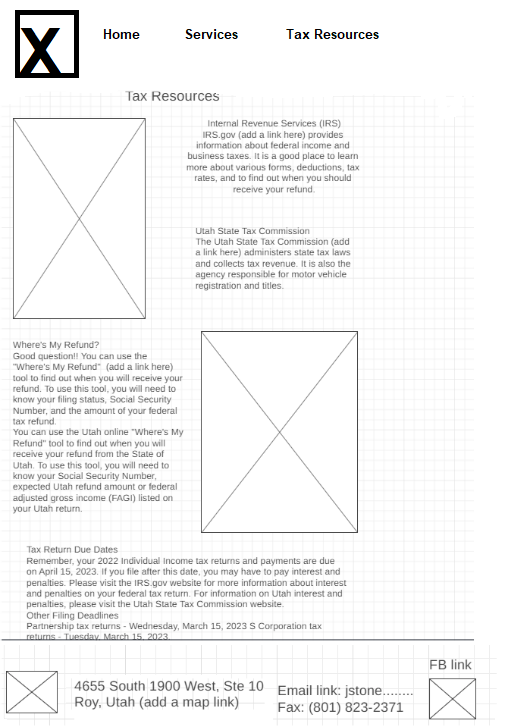 X
Home Services Tax Resources
Tax Resources
Internal Revenue Services (IRS)
IRS.gov (add a link here) provides
information about federal income and
business taxes. It is a good place to learn
more about various forms, deductions, tax
rates, and to find out when you should
receive your refund.
Utah State Tax Commission
The Utah State Tax Commission (add
a link here) administers state tax laws
and collects tax revenue. It is also the
agency responsible for motor vehicle
registration and titles.
Where's My Refund?
Good question!! You can use the
"Where's My Refund" (add a link here)
tool to find out when you will receive your
refund. To use this tool, you will need to
know your filing status, Social Security
Number, and the amount of your federal
tax refund.
You can use the Utah online "Where's My
Refund" tool to find out when you will
receive your refund from the State of
Utah. To use this tool, you will need to
know your Social Security Number,
expected Utah refund amount or federal
adjusted gross income (FAGI) listed on
your Utah return.
Tax Return Due Dates
Remember, your 2022 Individual Income tax returns and payments are due
on April 15, 2023. If you file after this date, you may have to pay interest and
penalties. Please visit the IRS.gov website for more information about interest
and penalties on your federal tax return. For information on Utah interest and
penalties, please visit the Utah State Tax Commission website.
Other Filing Deadlines
Partnership tax returns - Wednesday, March 15, 2023 S Corporation tax
returns - Tuesday, March 15, 2023.
FB link
4655 South 1900 West, Ste 10
Roy, Utah (add a map link)
Email link: jstone........
Fax: (801) 823-2371